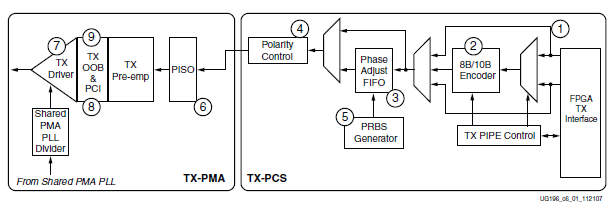 7
TX
Driver
9
TX
OOB
&
PCI
8
TX
Pre-emp
PISO
6
Shared
PMA
PLL
Divider
From Shared PMA PLL
TX-PMA
4
Polarity
Control
Phase
Adjust
FIFO
3
5
PRBS
Generator
2
8B/10B
Encoder
1
TX PIPE Control
FPGA
TX
Interface
TX-PCS
UG196_c6_01_112107